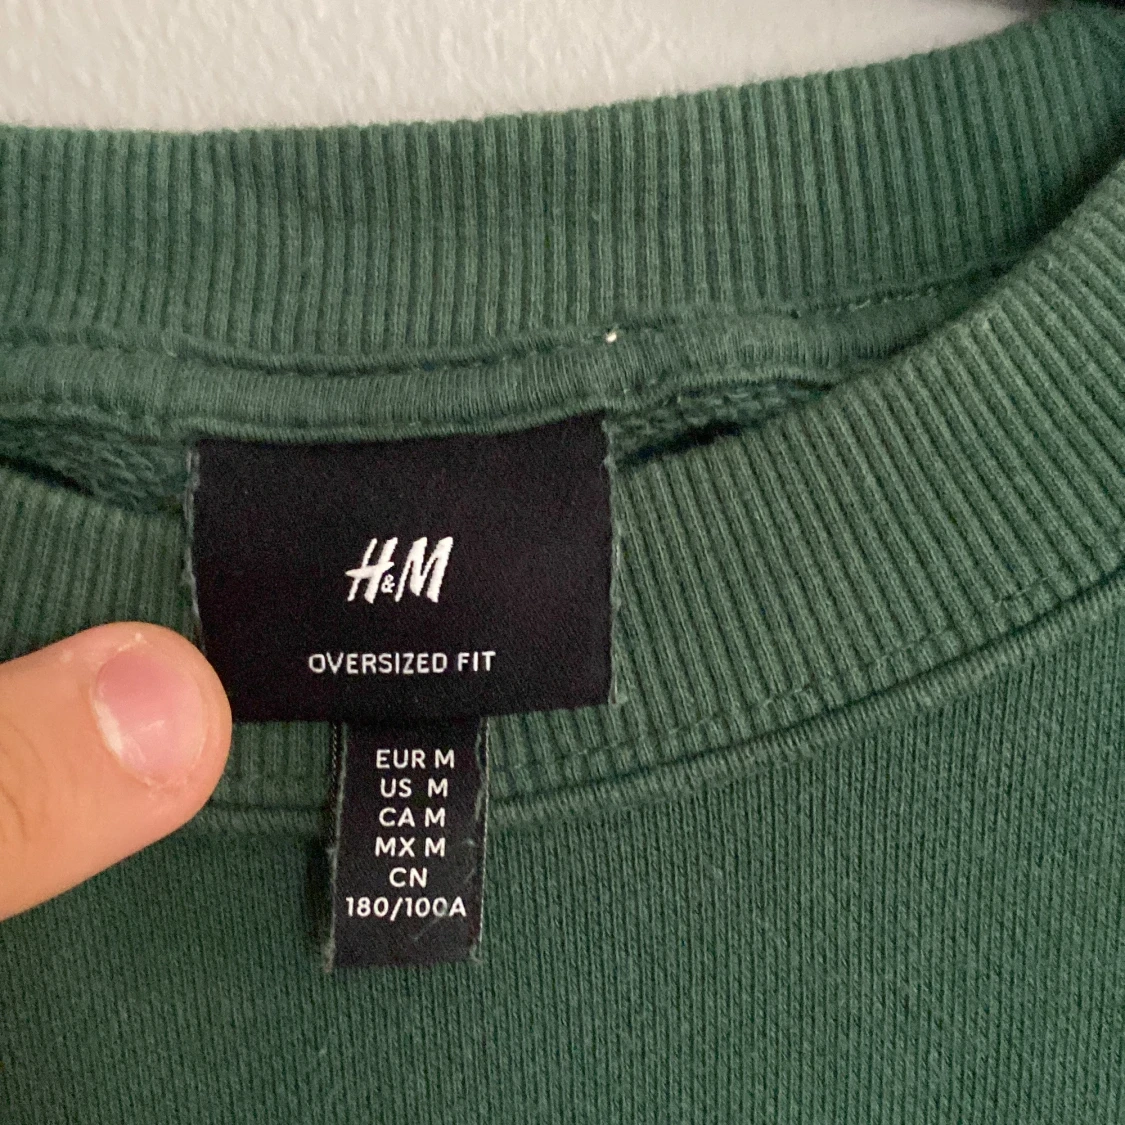 H&M
OVERSIZED FIT
EUR M
US M
CA M
MX M
CN
180/100A